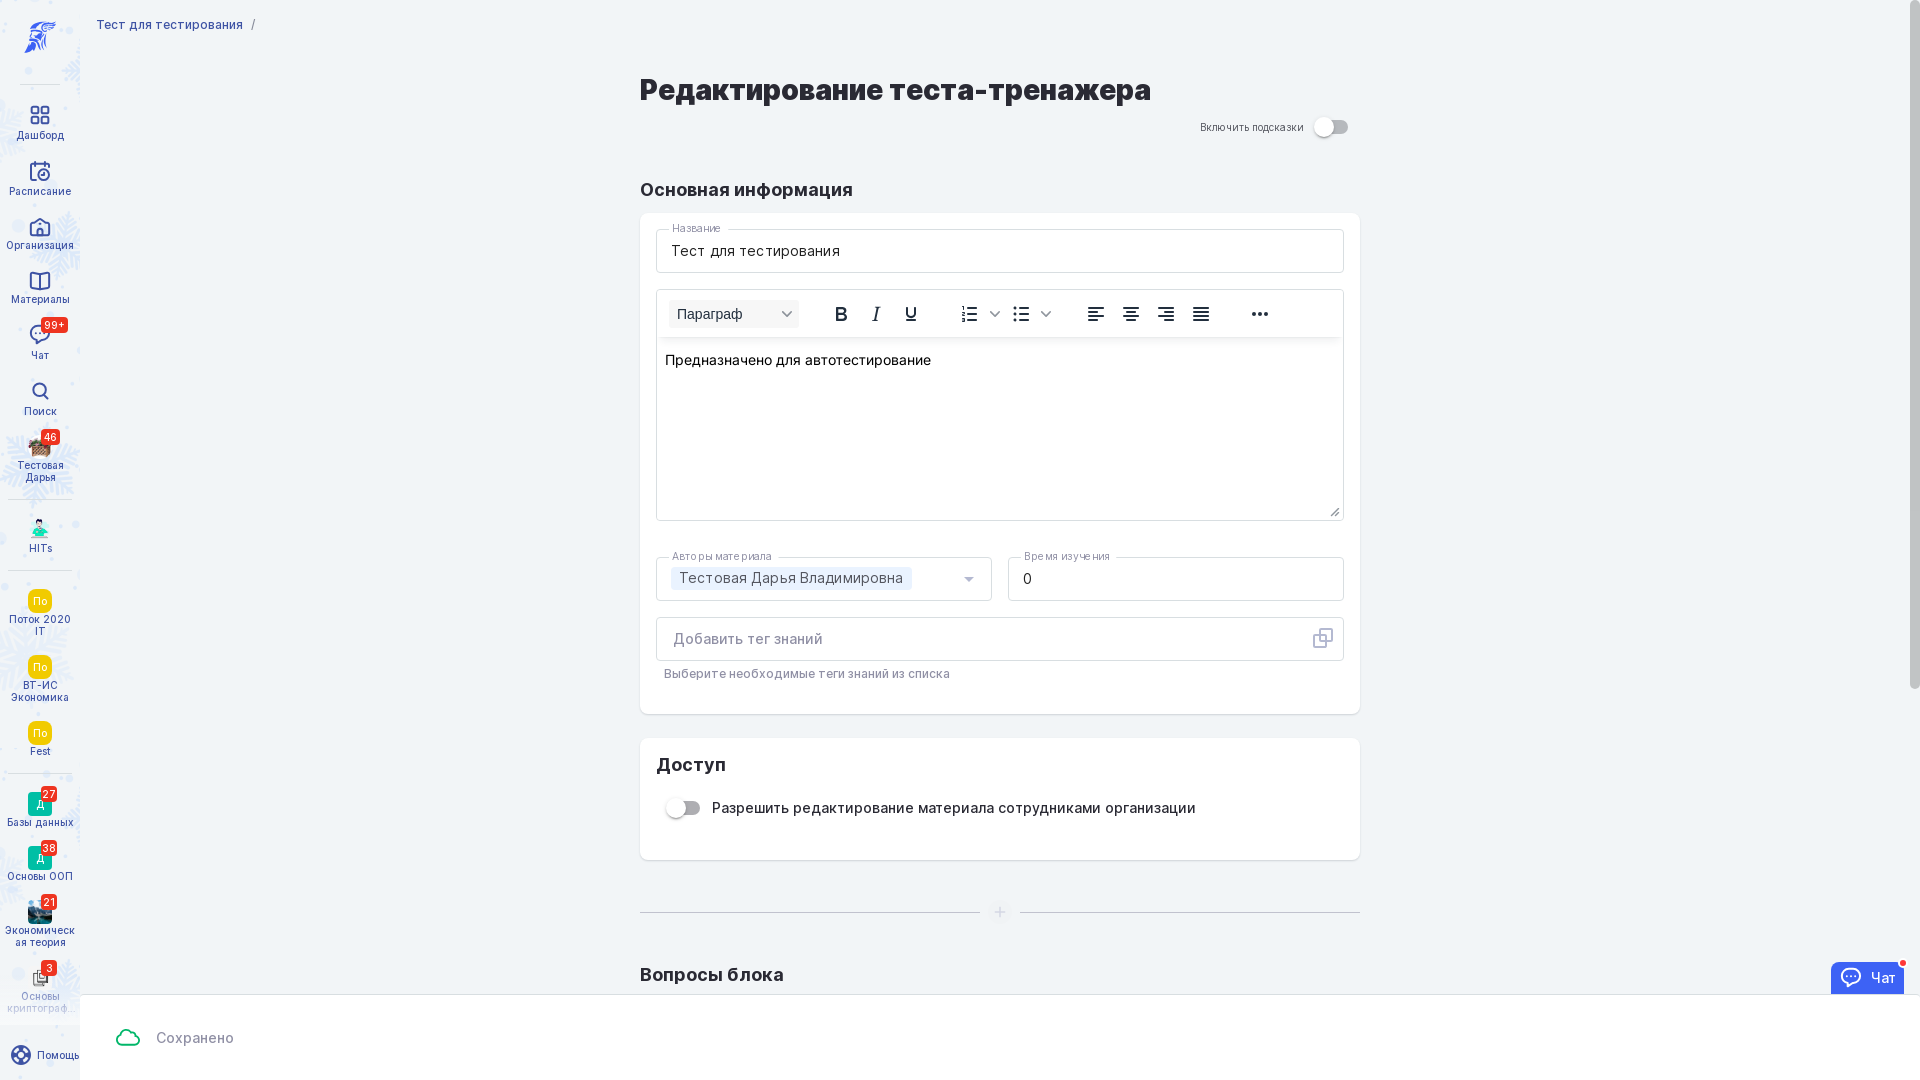 Тест для тестирования /
Редактирование теста-тренажера
Включить подсказки
Основная информация
Название
Тест для тестирования
Параграф
Предназначено для автотестирование
Авторы материала
Тестовая Дарья Владимировна
Время изучения
0
Добавить тег знаний
Выберите необходимые теги знаний из списка
Доступ
Разрешить редактирование материала сотрудниками организации
Вопросы блока
Сохранено
Чат
Дашборд
Расписание
Организация
Материалы
99+
Чат
Поиск
46
Тестовая
Дарья
HITs
По
Поток 2020
IT
По
ВТ-ИС
Экономика
По
Fest
27
Д
Базы данных
38
Д
Основы ООП
21
Экономическ
ая теория
3
Основы
криптограф...
Помощь